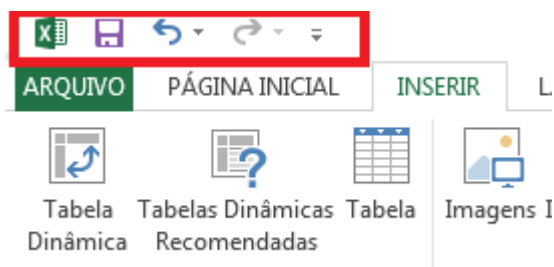 ARQUIVO PÁGINA INICIAL INSERIR
Tabela Dinâmica
Tabelas Dinâmicas Recomendadas
Tabela
Imagens